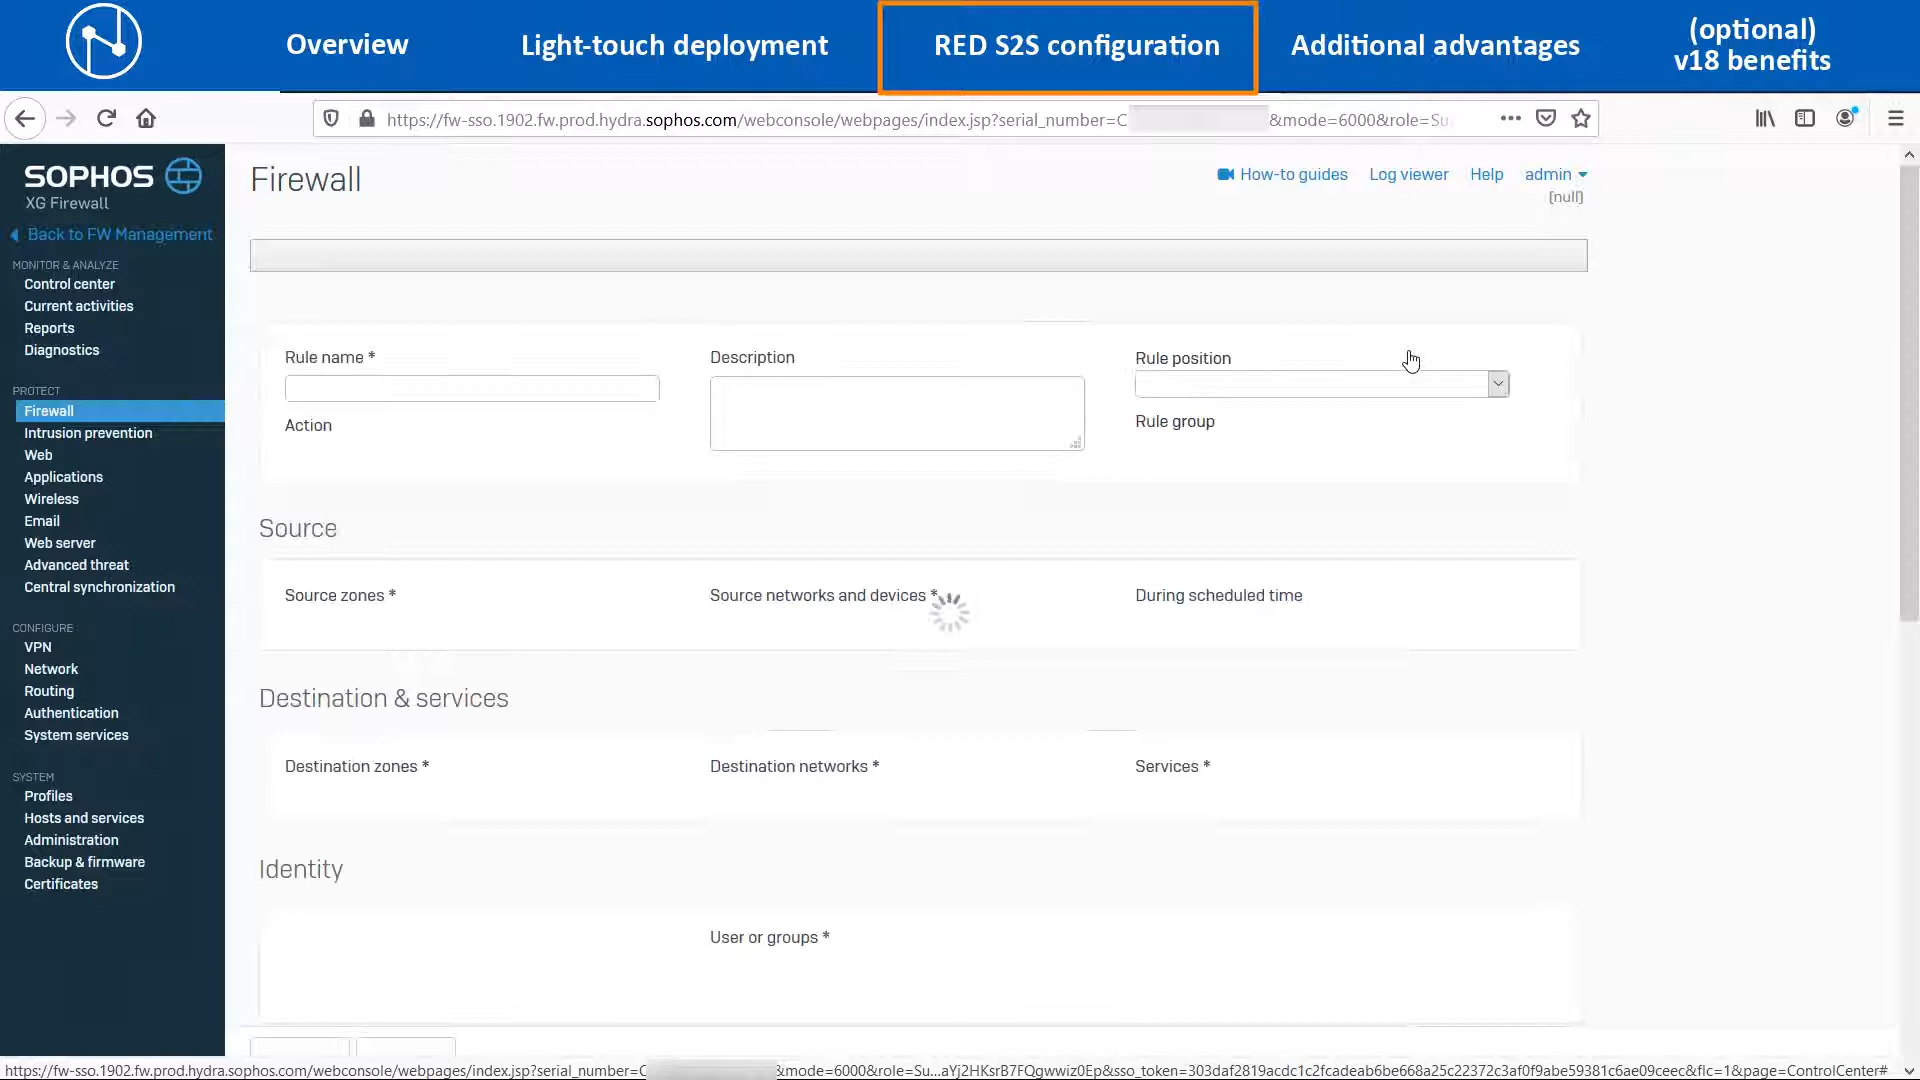 Overview
Light-touch deployment
RED S2S configuration
Additional advantages
(optional)
v18 benefits
https://fw-sso.1902.fw.prod.hydra.sophos.com/webconsole/webpages/index.jsp?serial_number=C &mode=6000&role=Su
SOPHOS
XG Firewall
Back to FW Management
MONITOR & ANALYZE
Control center
Current activities
Reports
Diagnostics
PROTECT
Firewall
Intrusion prevention
Web
Applications
Wireless
Email
Web server
Advanced threat
Central synchronization
CONFIGURE
VPN
Network
Routing
Authentication
System services
SYSTEM
Profiles
Hosts and services
Administration
Backup & firmware
Certificates
Firewall
How-to guides
Log viewer
Help
admin
[null]
Rule name *
Description
Rule position
Action
Rule group
Source
Source zones *
Source networks and devices *
During scheduled time
Destination & services
Destination zones *
Destination networks *
Services *
Identity
User or groups *
https://fw-sso.1902.fw.prod.hydra.sophos.com/webconsole/webpages/index.jsp?serial_number=C &mode=6000&role=Su...aYj2HKsrB7FQgwwiz0Ep&sso_token=303daf2819acdc1c2fcadeab6be668a25c22372c3af0f9abe59381c6ae09ceec&flc=1&page=ControlCenter#